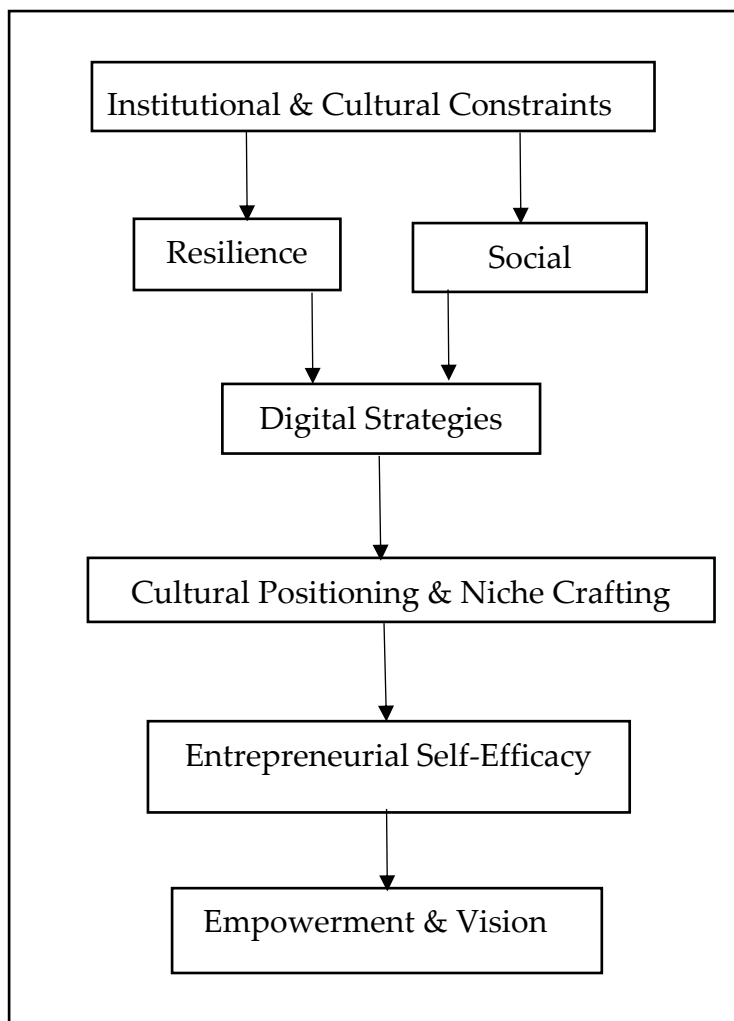 Institutional & Cultural Constraints
Resilience
Social
Digital Strategies
Cultural Positioning & Niche Crafting
Entrepreneurial Self-Efficacy
Empowerment & Vision